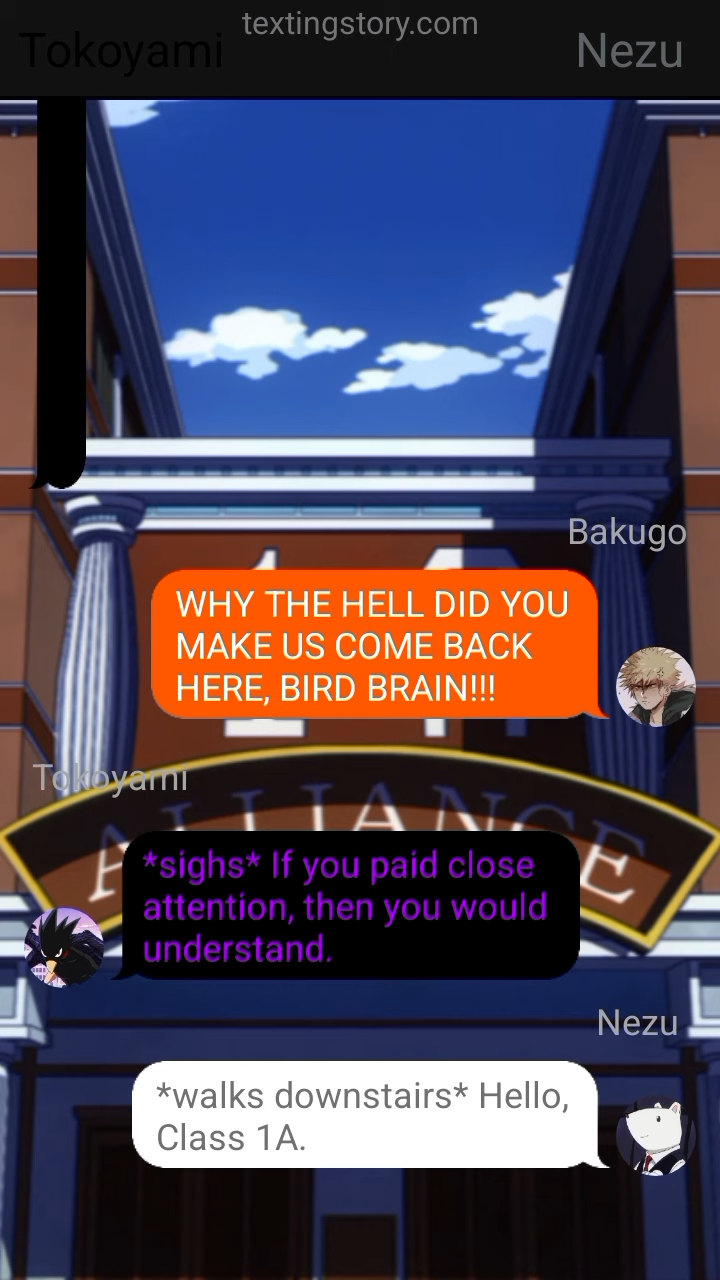 textingstory.com
Tokoyami
Nezu
Bakugo
WHY THE HELL DID YOU
MAKE US COME BACK
HERE, BIRD BRAIN!!!
Tokoyami
ALLIANCE
*sighs* If you paid close
attention, then you would
understand.
Nezu
*walks downstairs* Hello,
Class 1A.